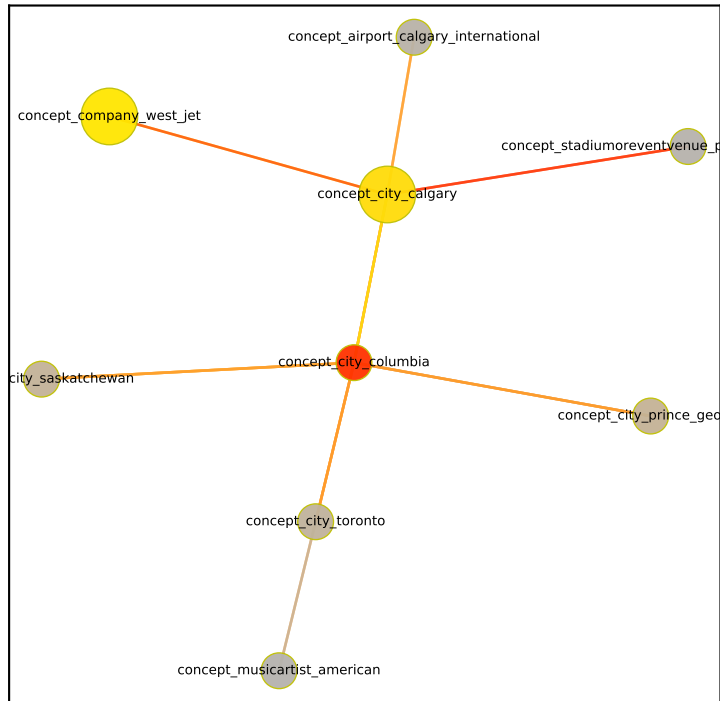 concept_airport_calgary_international
concept_company_west_jet
concept_stadiumoreventvenue_p
concept_city_calgary
concept_city_columbia
city_saskatchewan
concept_city_prince_geo
concept_city_toronto
concept_musicartist_american